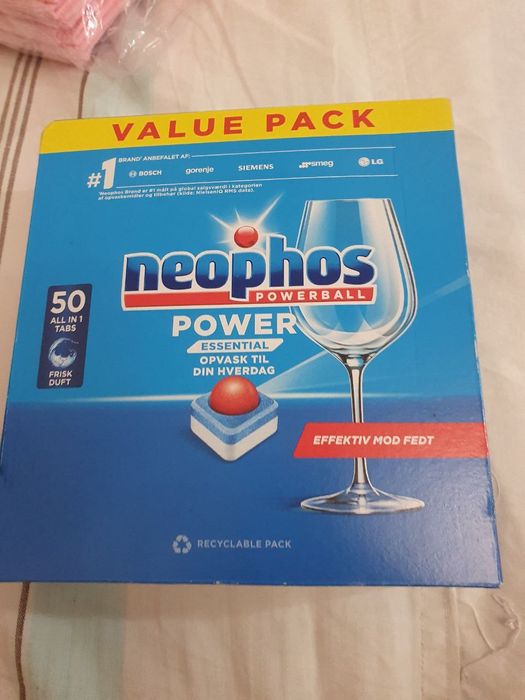 VALUE PACK
#1 BRAND* ANBEFALET AF:
BOSCH gorenje SIEMENS smeg LG
*Neophos Brand er #1 målt på global salgsværdi i kategorien
af opvaskemidler og tilbehør (kilde: NielsenIQ RMS data).
neophos
POWERBALL
50
ALL IN 1
TABS
FRISK
DUFT
POWER
ESSENTIAL
OPVASK TIL
DIN HVERDAG
EFFEKTIV MOD FEDT
RECYCLABLE PACK